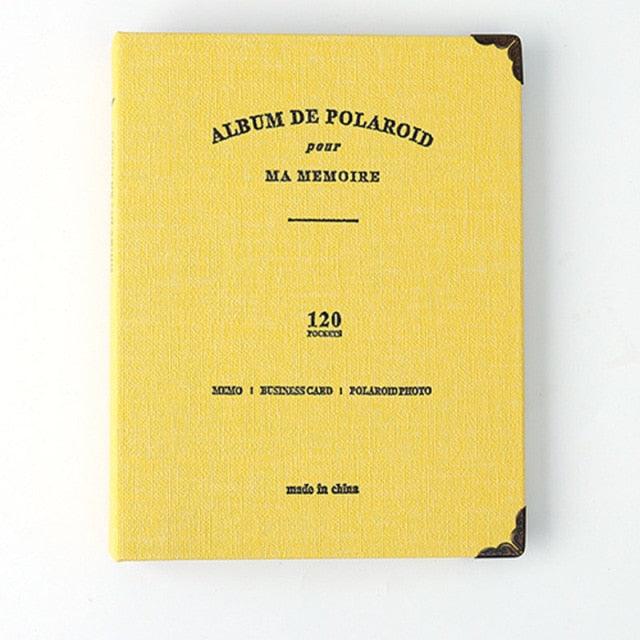 ALBUM DE POLAROID
pour
MA MEMOIRE
120
POCKETS
MEMO | BUSINESS CARD | POLAROID PHOTO
made in china